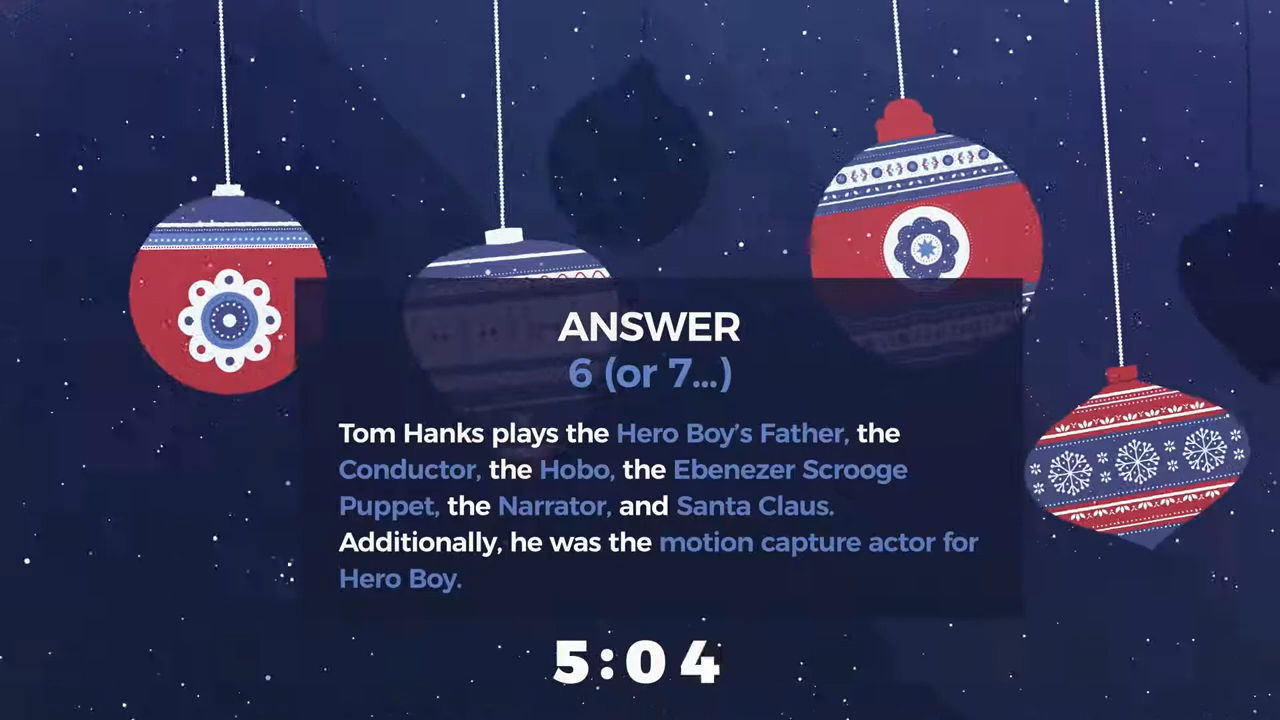 ANSWER
6 (or 7...)
Tom Hanks plays the Hero Boy's Father, the
Conductor, the Hobo, the Ebenezer Scrooge
Puppet, the Narrator, and Santa Claus.
Additionally, he was the motion capture actor for
Hero Boy.
5:04